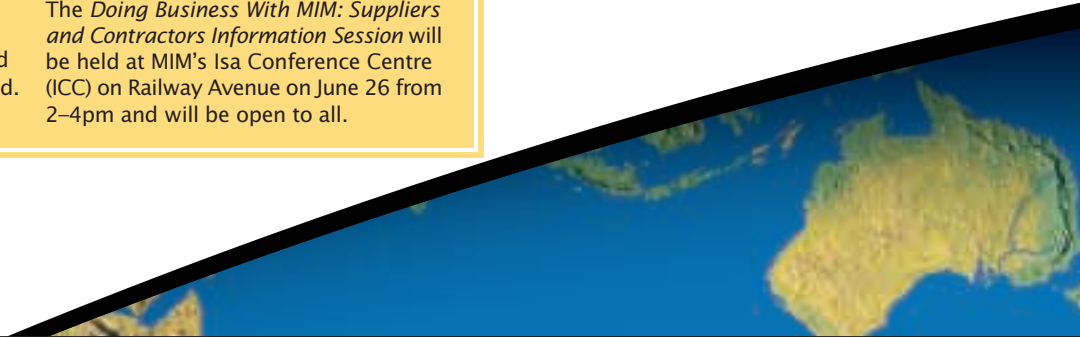 The Doing Business With MIM: Suppliers
and Contractors Information Session will
be held at MIM's Isa Conference Centre
(ICC) on Railway Avenue on June 26 from
2–4pm and will be open to all.